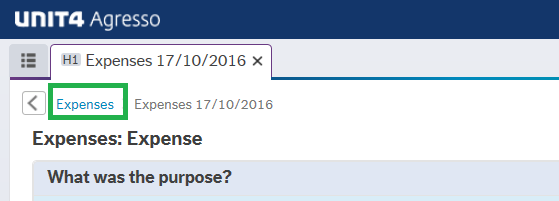 UNIT4 Agresso
H1 Expenses 17/10/2016 ×
Expenses Expenses 17/10/2016
Expenses: Expense
What was the purpose?